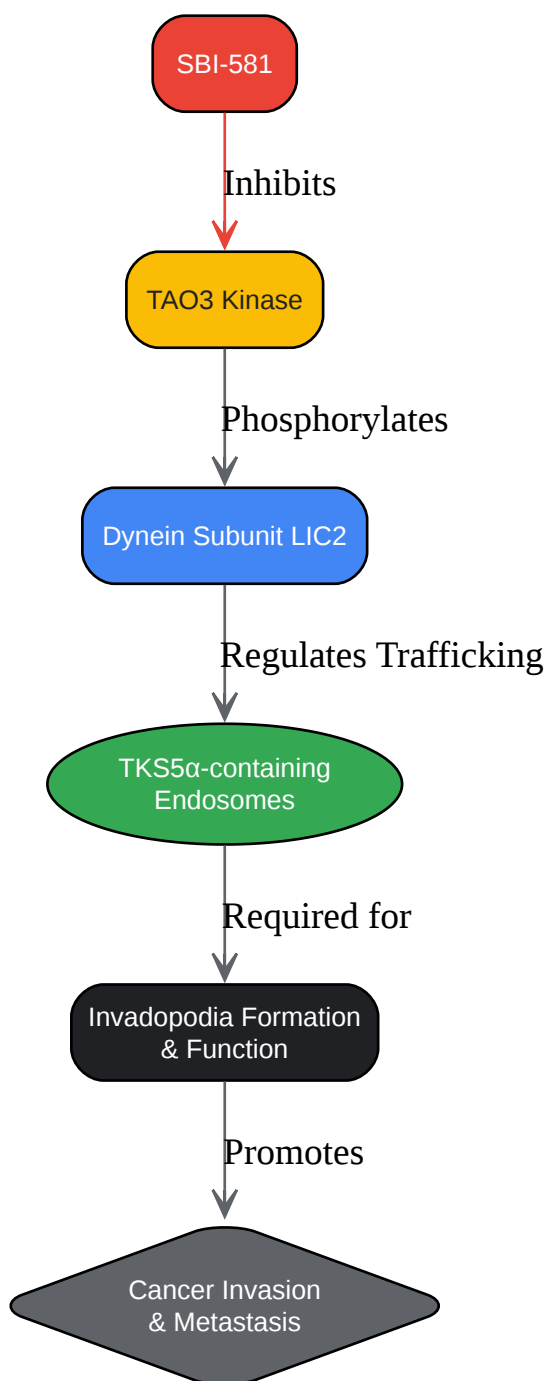 SBI-581
Inhibits
TAO3 Kinase
Phosphorylates
Dynein Subunit LIC2
Regulates Trafficking
TKS5α-containing
Endosomes
Required for
Invadopodia Formation
& Function
Promotes
Cancer Invasion
& Metastasis